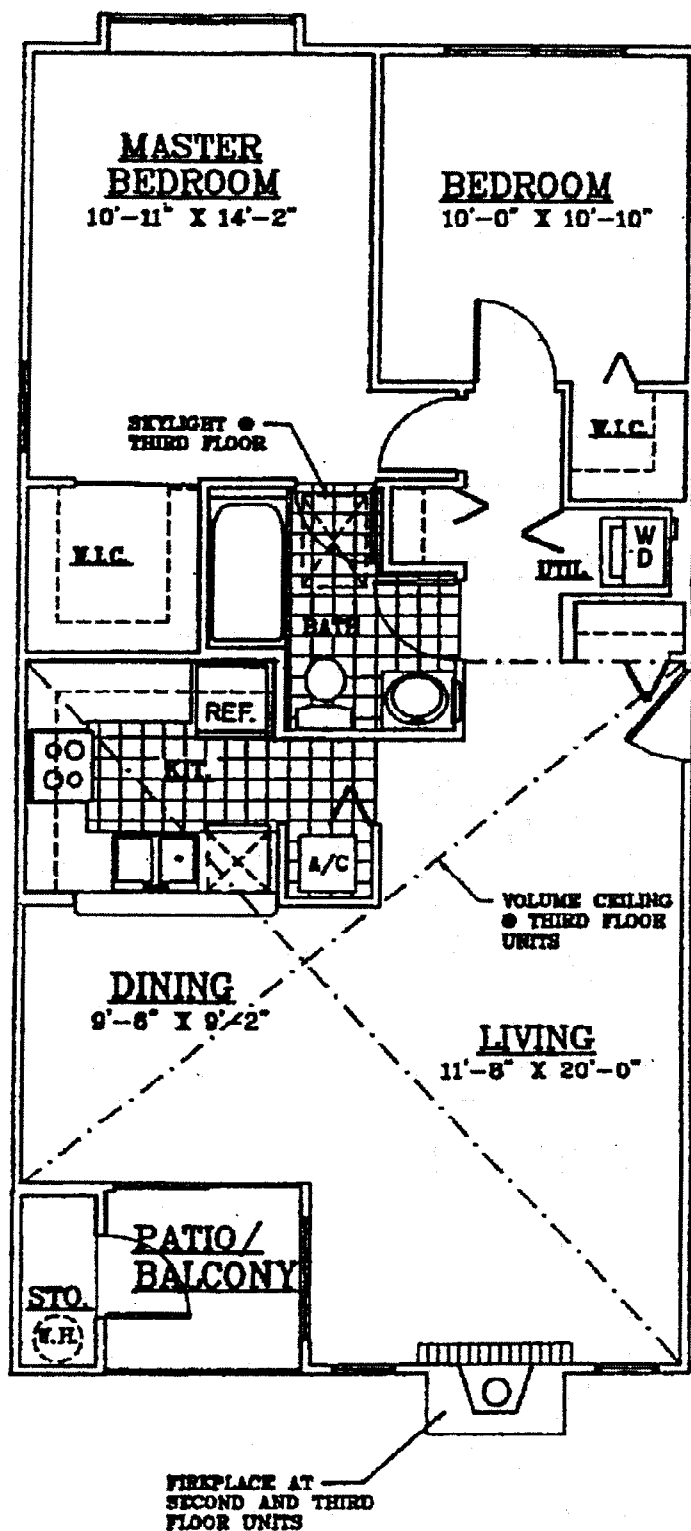 MASTER
BEDROOM
10'-11" X 14'-2"
BEDROOM
10'-0" X 10'-10"
SKYLIGHT @
THIRD FLOOR
W.I.C.
W.I.C.
W
D
UTIL.
BATH
REF.
KIT.
A/C
VOLUME CEILING
@ THIRD FLOOR
UNITS
DINING
9'-6" X 9'-2"
LIVING
11'-8" X 20'-0"
PATIO/
BALCONY
STO.
W.H.
FIREPLACE AT
SECOND AND THIRD
FLOOR UNITS